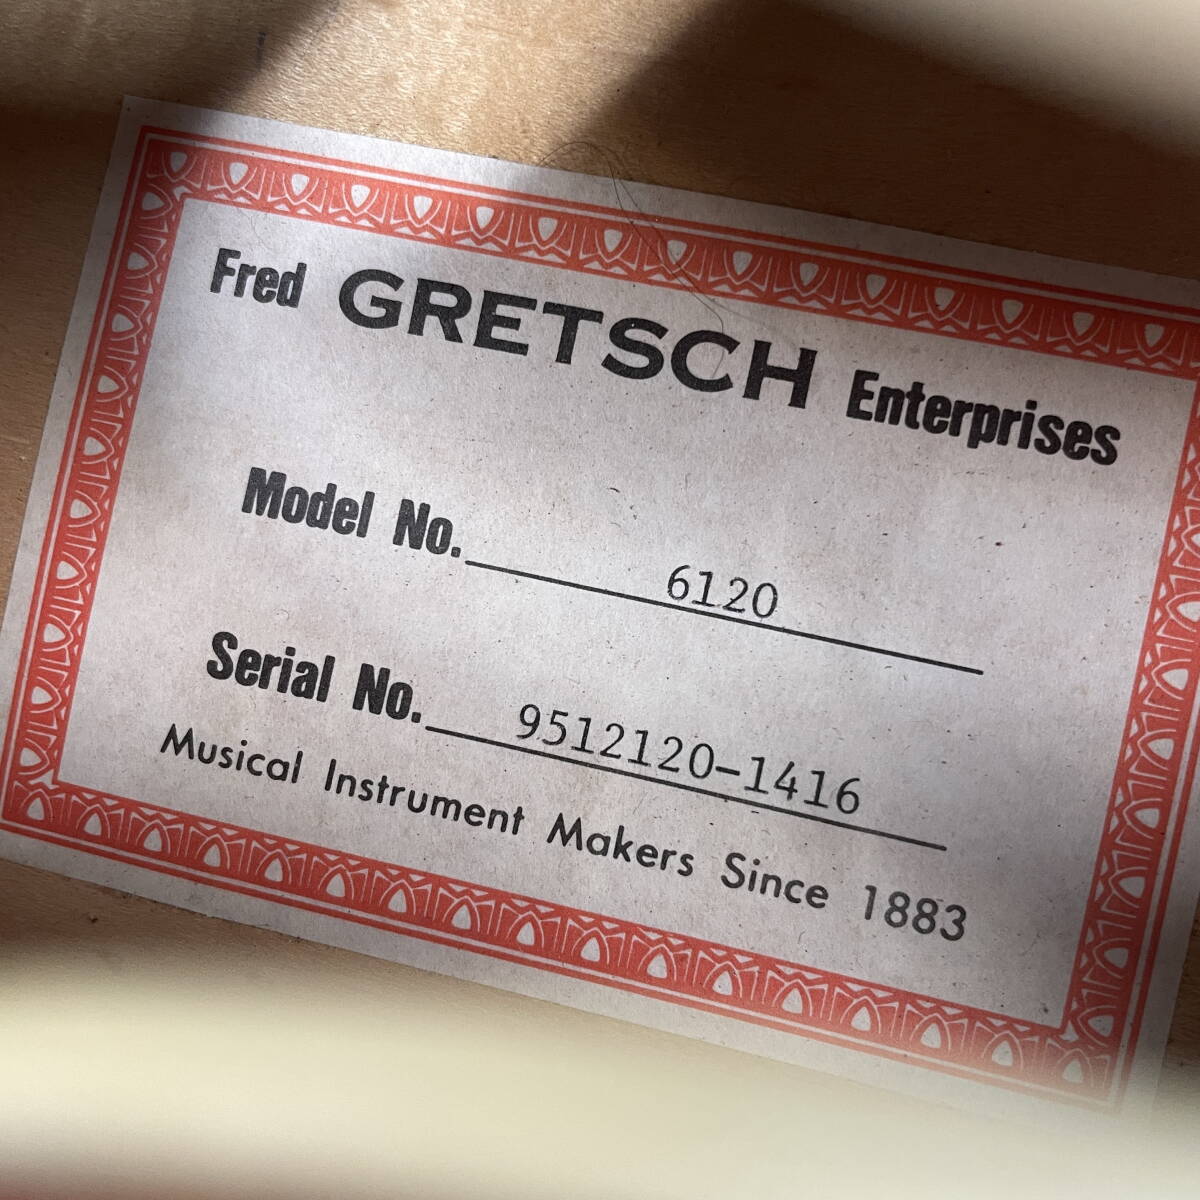 Fred GRETSCH Enterprises
Model No. 6120
Serial No. 9512120-1416
Musical Instrument Makers Since 1883